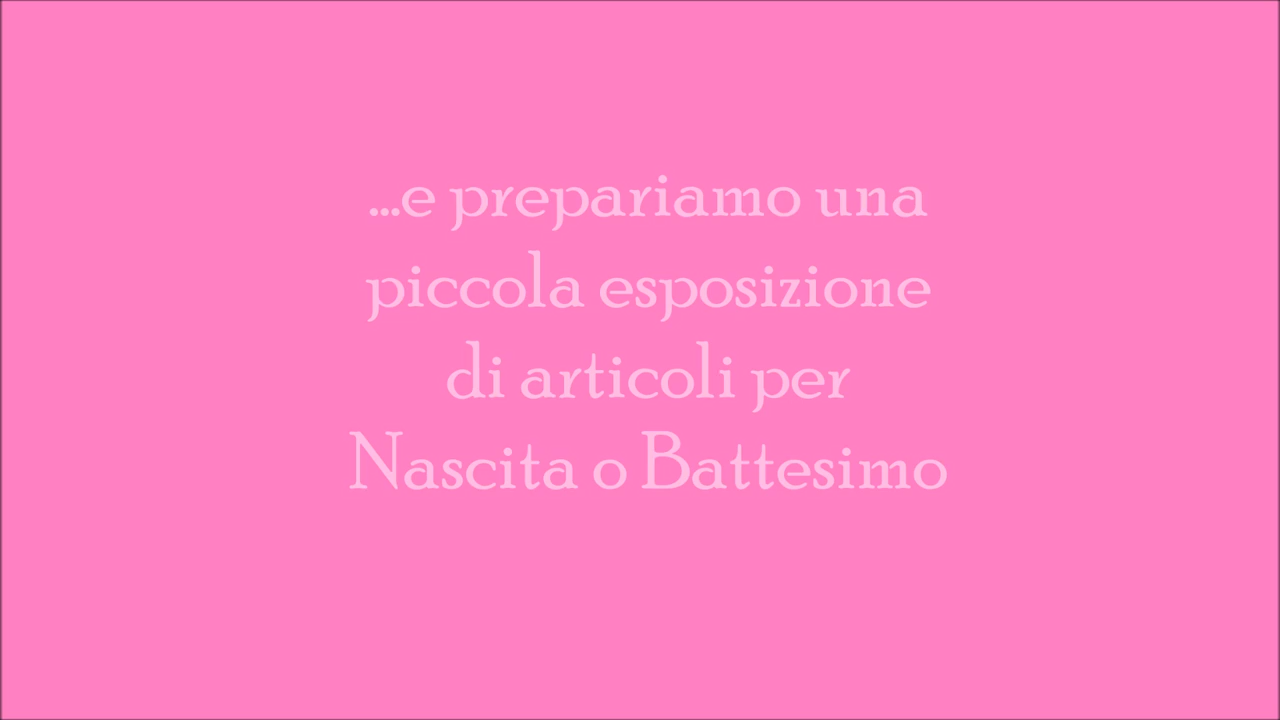 ...e prepariamo una
piccola esposizione
di articoli per
Nascita o Battesimo